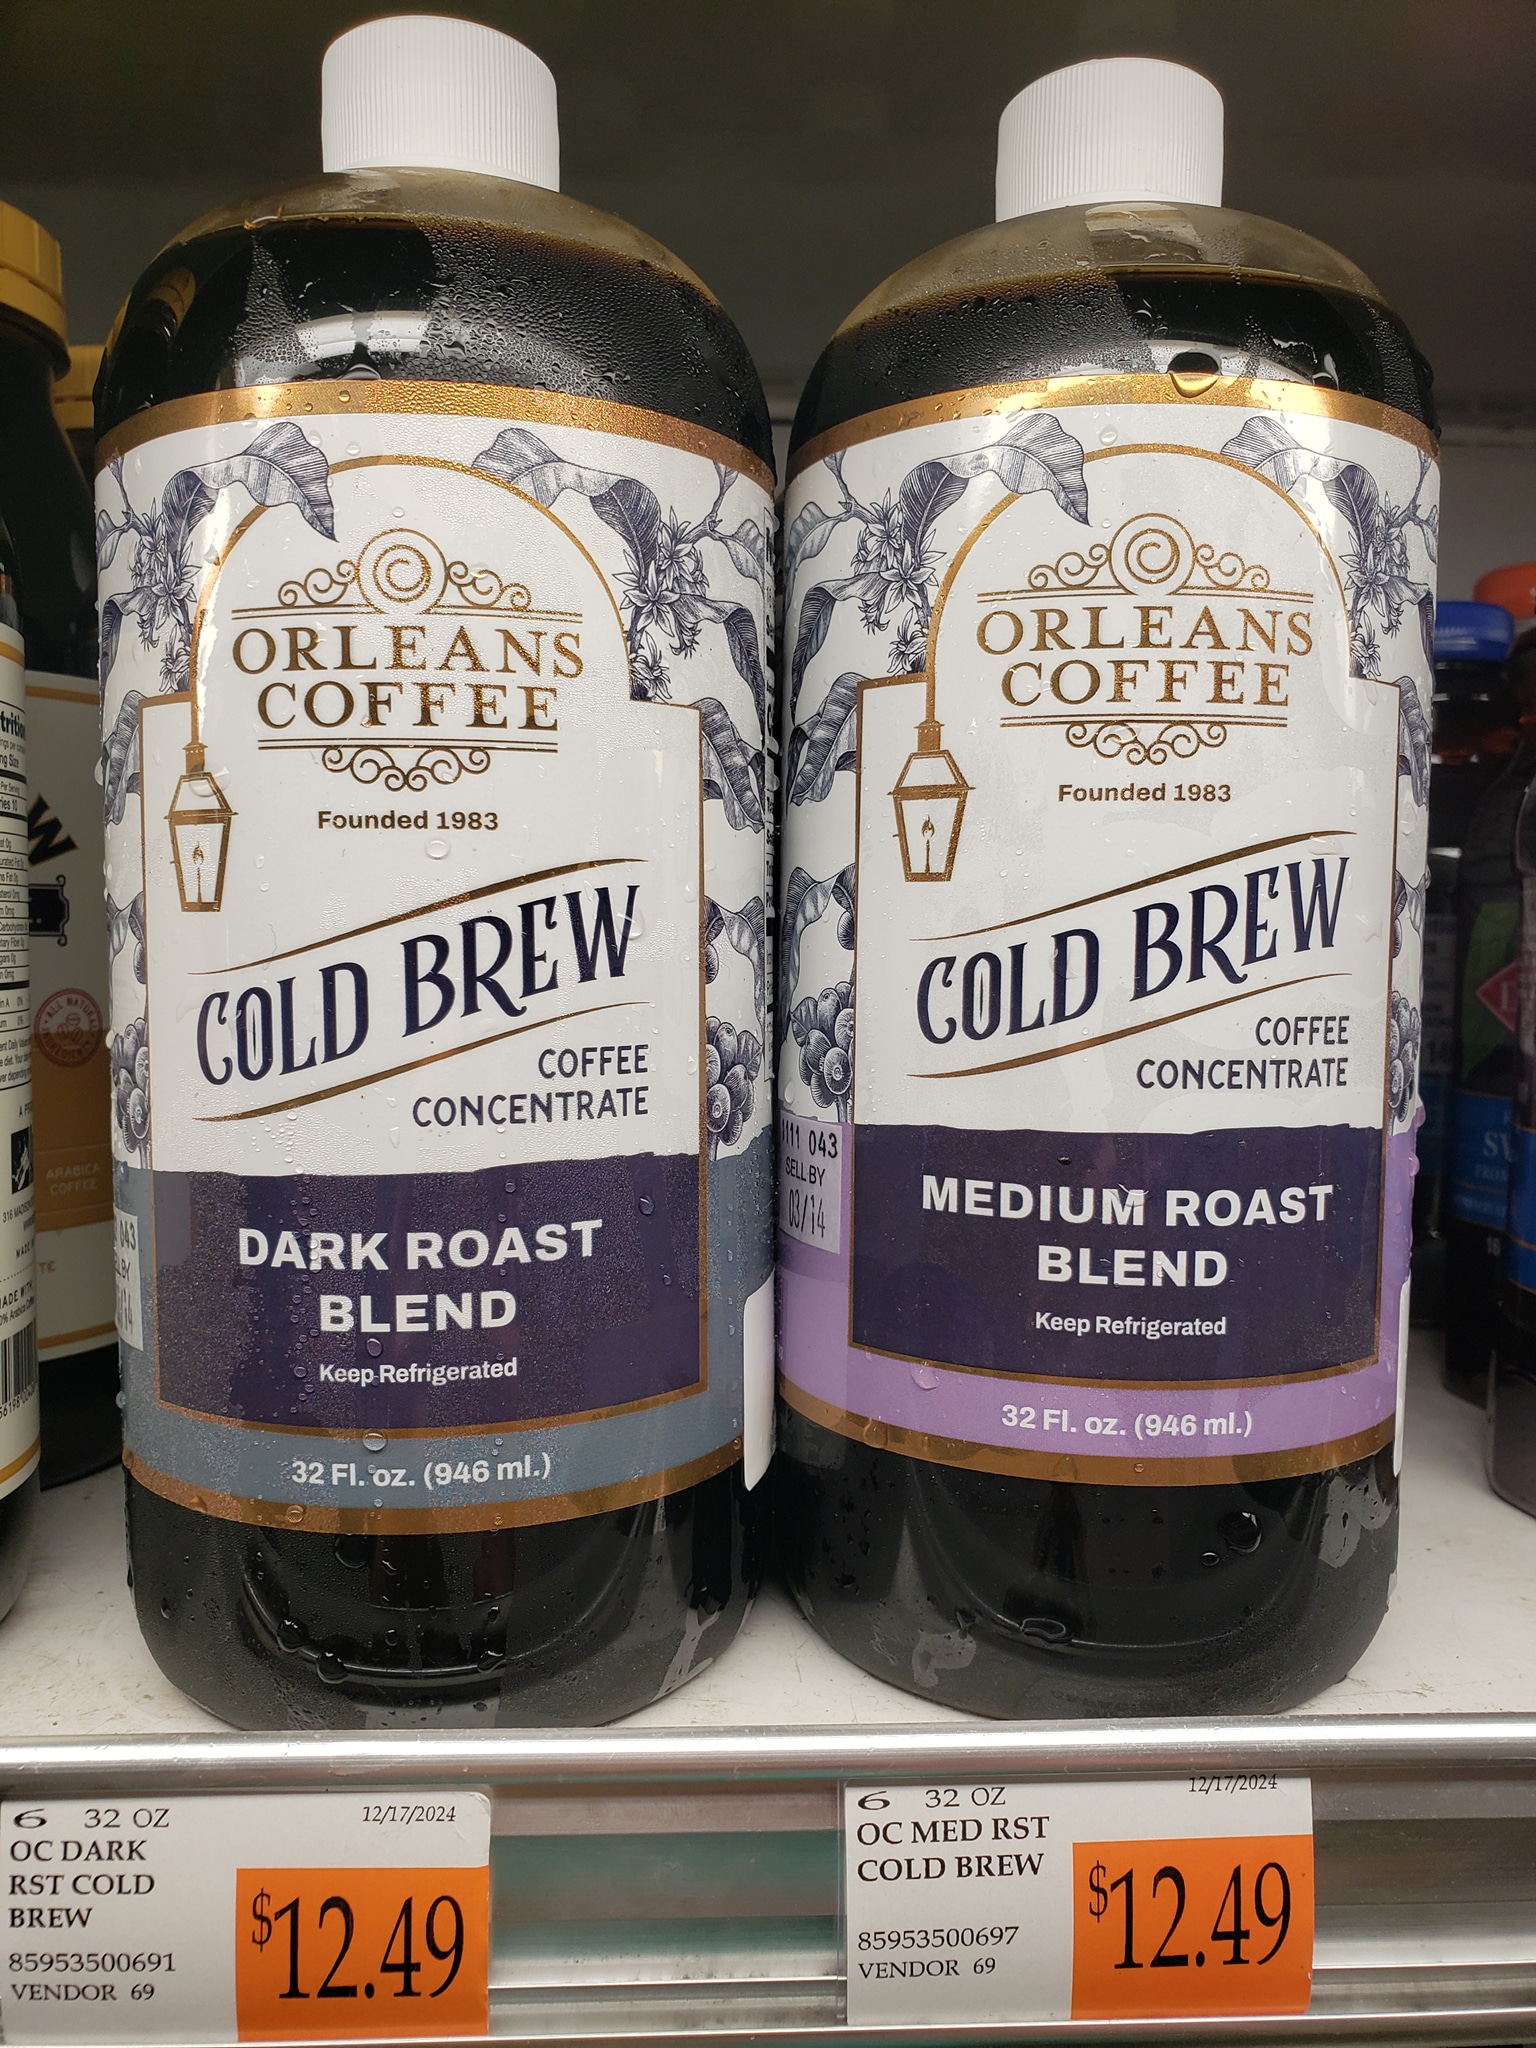 ORLEANS
COFFEE
Founded 1983
COLD BREW
COFFEE
CONCENTRATE
DARK ROAST
BLEND
Keep Refrigerated
32 Fl. oz. (946 ml.)
ORLEANS
COFFEE
Founded 1983
COLD BREW
COFFEE
CONCENTRATE
043
SELL BY
03/14
MEDIUM ROAST
BLEND
Keep Refrigerated
32 Fl. oz. (946 ml.)
ARABICA
COFFEE
6 32 OZ 12/17/2024
OC DARK
RST COLD
BREW
85953500691
VENDOR 69
$12.49
6 32 OZ 12/17/2024
OC MED RST
COLD BREW
85953500697
VENDOR 69
$12.49